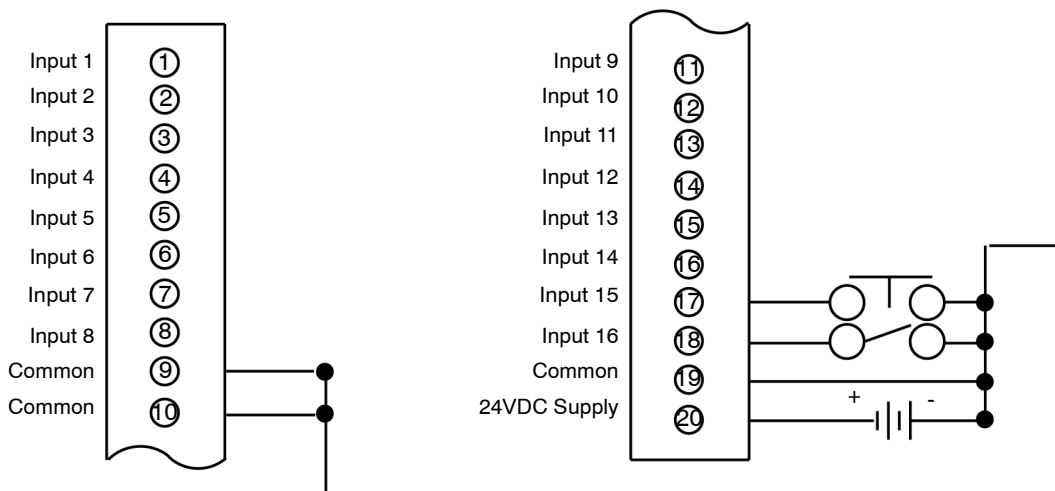 Input 1 1
Input 2 2
Input 3 3
Input 4 4
Input 5 5
Input 6 6
Input 7 7
Input 8 8
Common 9
Common 10
Input 9 11
Input 10 12
Input 11 13
Input 12 14
Input 13 15
Input 14 16
Input 15 17
Input 16 18
Common 19
24VDC Supply 20 + -